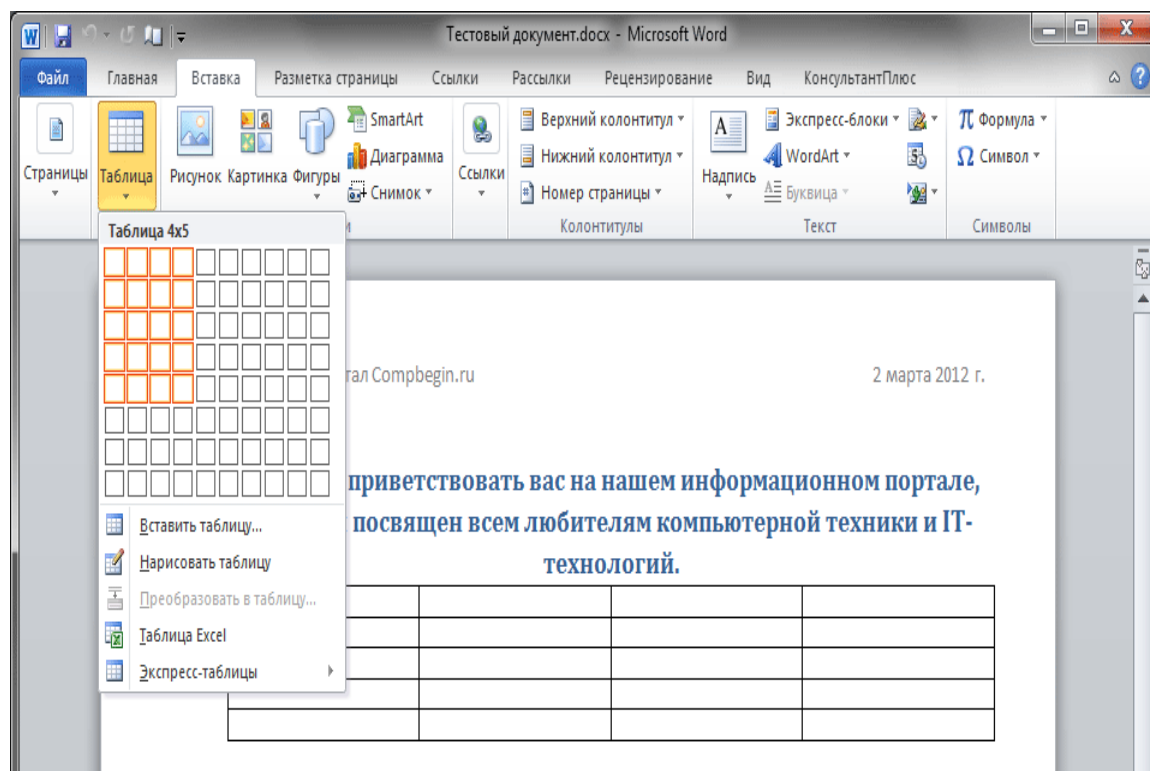 Тестовый документ.docx - Microsoft Word
Файл Главная Вставка Разметка страницы Ссылки Рассылки Рецензирование Вид КонсультантПлюс
Страницы
Таблица
Рисунок Картинка Фигуры
SmartArt
Диаграмма
Снимок
Ссылки
Верхний колонтитул
Нижний колонтитул
Номер страницы
Колонтитулы
Надпись
Экспресс-блоки
WordArt
Буквица
Текст
π Формула
Ω Символ
Символы
Таблица 4x5
Вставить таблицу...
Нарисовать таблицу
Преобразовать в таблицу...
Таблица Excel
Экспресс-таблицы
Compbegin.ru 2 марта 2012 г.
приветствовать вас на нашем информационном портале,
посвящен всем любителям компьютерной техники и IT-
технологий.